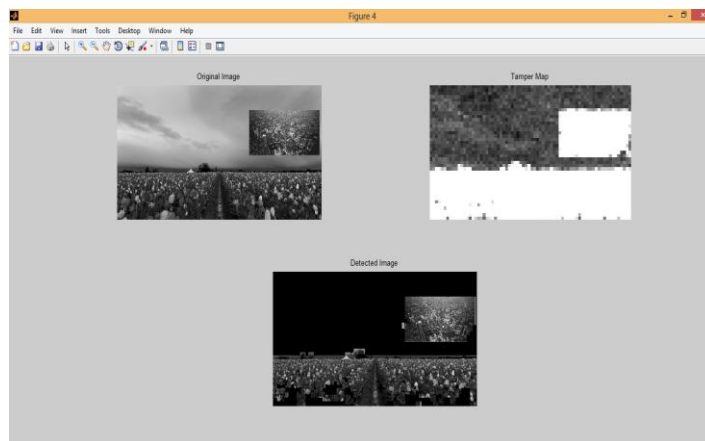 Figure 4
File Edit View Insert Tools Desktop Window Help
Original Image
Tamper Map
Detected Image